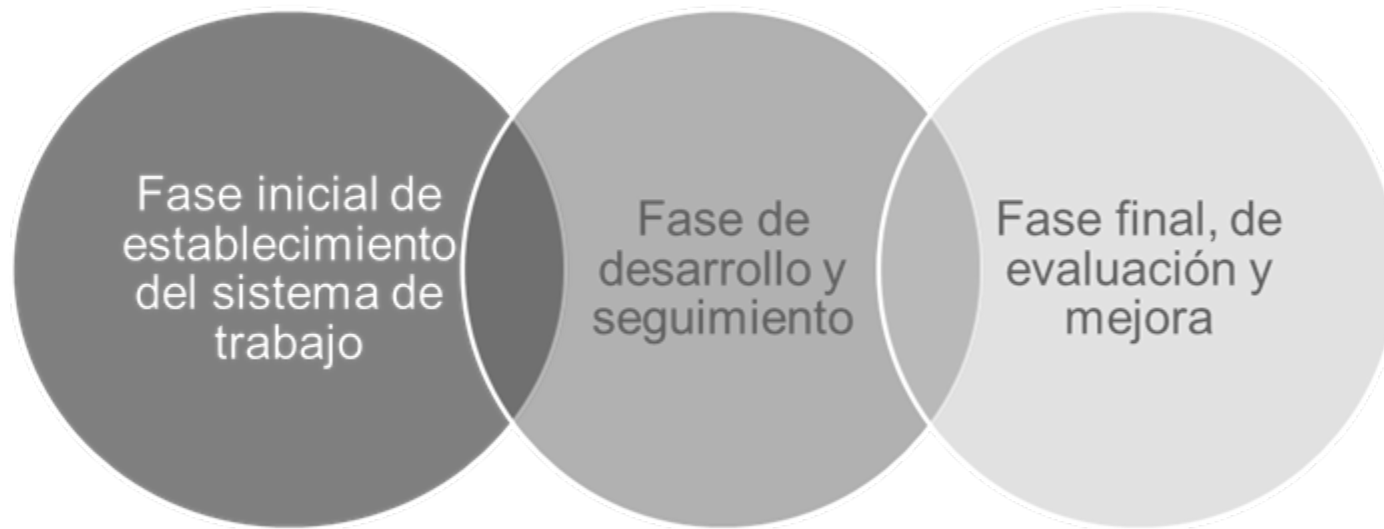 Fase inicial de
establecimiento
del sistema de
trabajo
Fase de
desarrollo y
seguimiento
Fase final, de
evaluación y
mejora